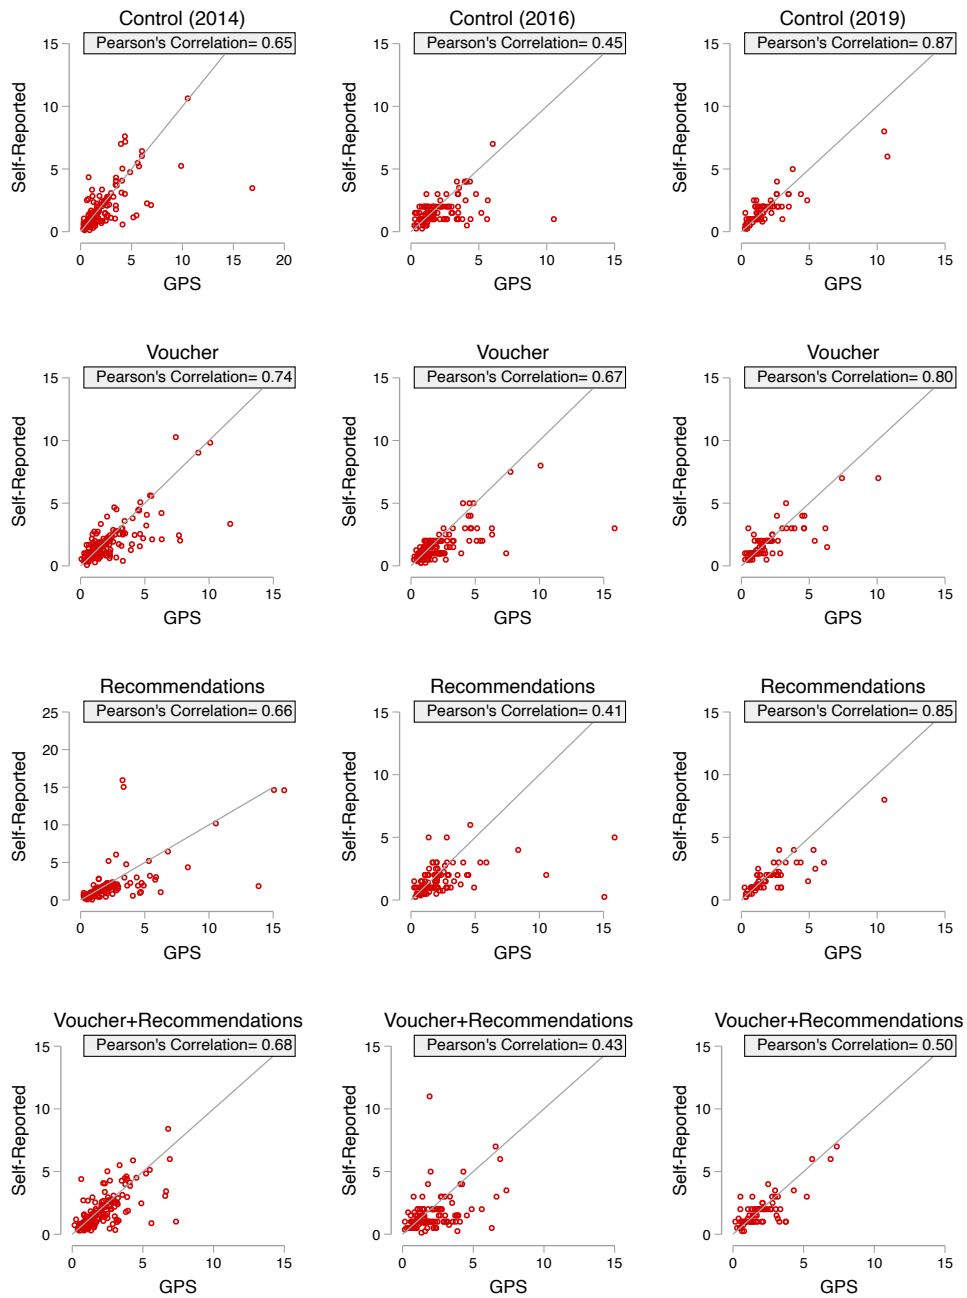 Control (2014)
Pearson's Correlation= 0.65
15
10
5
0
Self-Reported
0 5 10 15 20
GPS
Control (2016)
Pearson's Correlation= 0.45
15
10
5
0
Self-Reported
0 5 10 15
GPS
Control (2019)
Pearson's Correlation= 0.87
15
10
5
0
Self-Reported
0 5 10 15
GPS
Voucher
Pearson's Correlation= 0.74
15
10
5
0
Self-Reported
0 5 10 15
GPS
Voucher
Pearson's Correlation= 0.67
15
10
5
0
Self-Reported
0 5 10 15
GPS
Voucher
Pearson's Correlation= 0.80
15
10
5
0
Self-Reported
0 5 10 15
GPS
Recommendations
Pearson's Correlation= 0.66
25
20
15
10
5
0
Self-Reported
0 5 10 15
GPS
Recommendations
Pearson's Correlation= 0.41
15
10
5
0
Self-Reported
0 5 10 15
GPS
Recommendations
Pearson's Correlation= 0.85
15
10
5
0
Self-Reported
0 5 10 15
GPS
Voucher+Recommendations
Pearson's Correlation= 0.68
15
10
5
0
Self-Reported
0 5 10 15
GPS
Voucher+Recommendations
Pearson's Correlation= 0.43
15
10
5
0
Self-Reported
0 5 10 15
GPS
Voucher+Recommendations
Pearson's Correlation= 0.50
15
10
5
0
Self-Reported
0 5 10 15
GPS